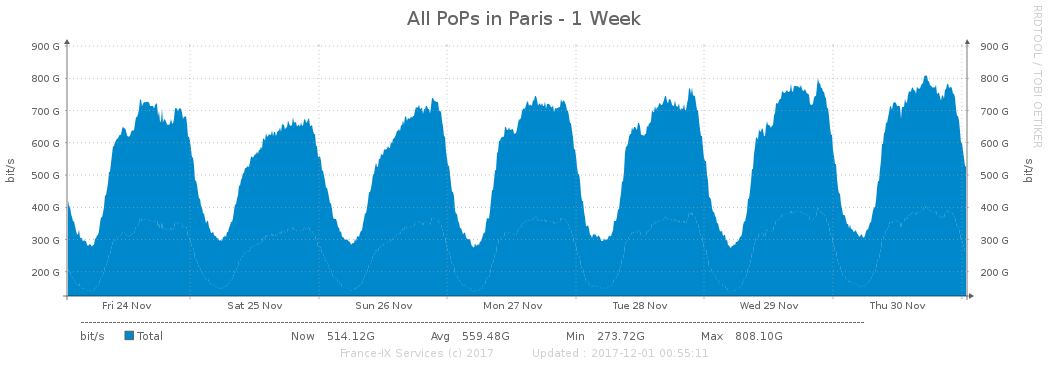 All PoPs in Paris - 1 Week
RRDTOOL / TOBI OETIKER
900 G 900 G
800 G 800 G
700 G 700 G
600 G 600 G
500 G 500 G
400 G 400 G
300 G 300 G
200 G 200 G
bit/s bit/s
Fri 24 Nov Sat 25 Nov Sun 26 Nov Mon 27 Nov Tue 28 Nov Wed 29 Nov Thu 30 Nov
bit/s Total Now 514.12G Avg 559.48G Min 273.72G Max 808.10G
France-IX Services (c) 2017 Updated : 2017-12-01 00:55:11